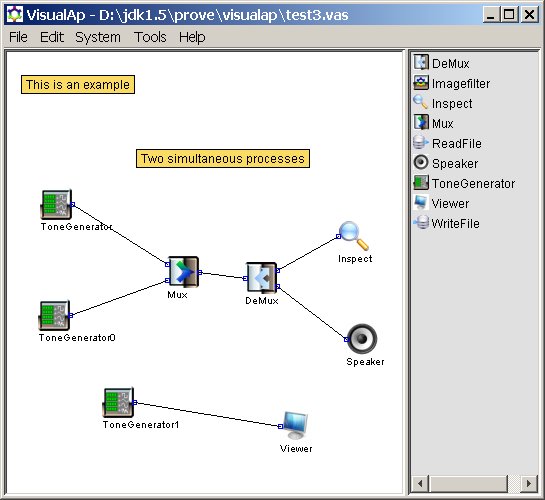 VisualAp - D:\jdk1.5\prove\visualap\test3.vas
File Edit System Tools Help
This is an example
Two simultaneous processes
ToneGenerator
Mux
DeMux
Inspect
ToneGenerator0
Speaker
ToneGenerator1
Viewer
DeMux
Imagefilter
Inspect
Mux
ReadFile
Speaker
ToneGenerator
Viewer
WriteFile